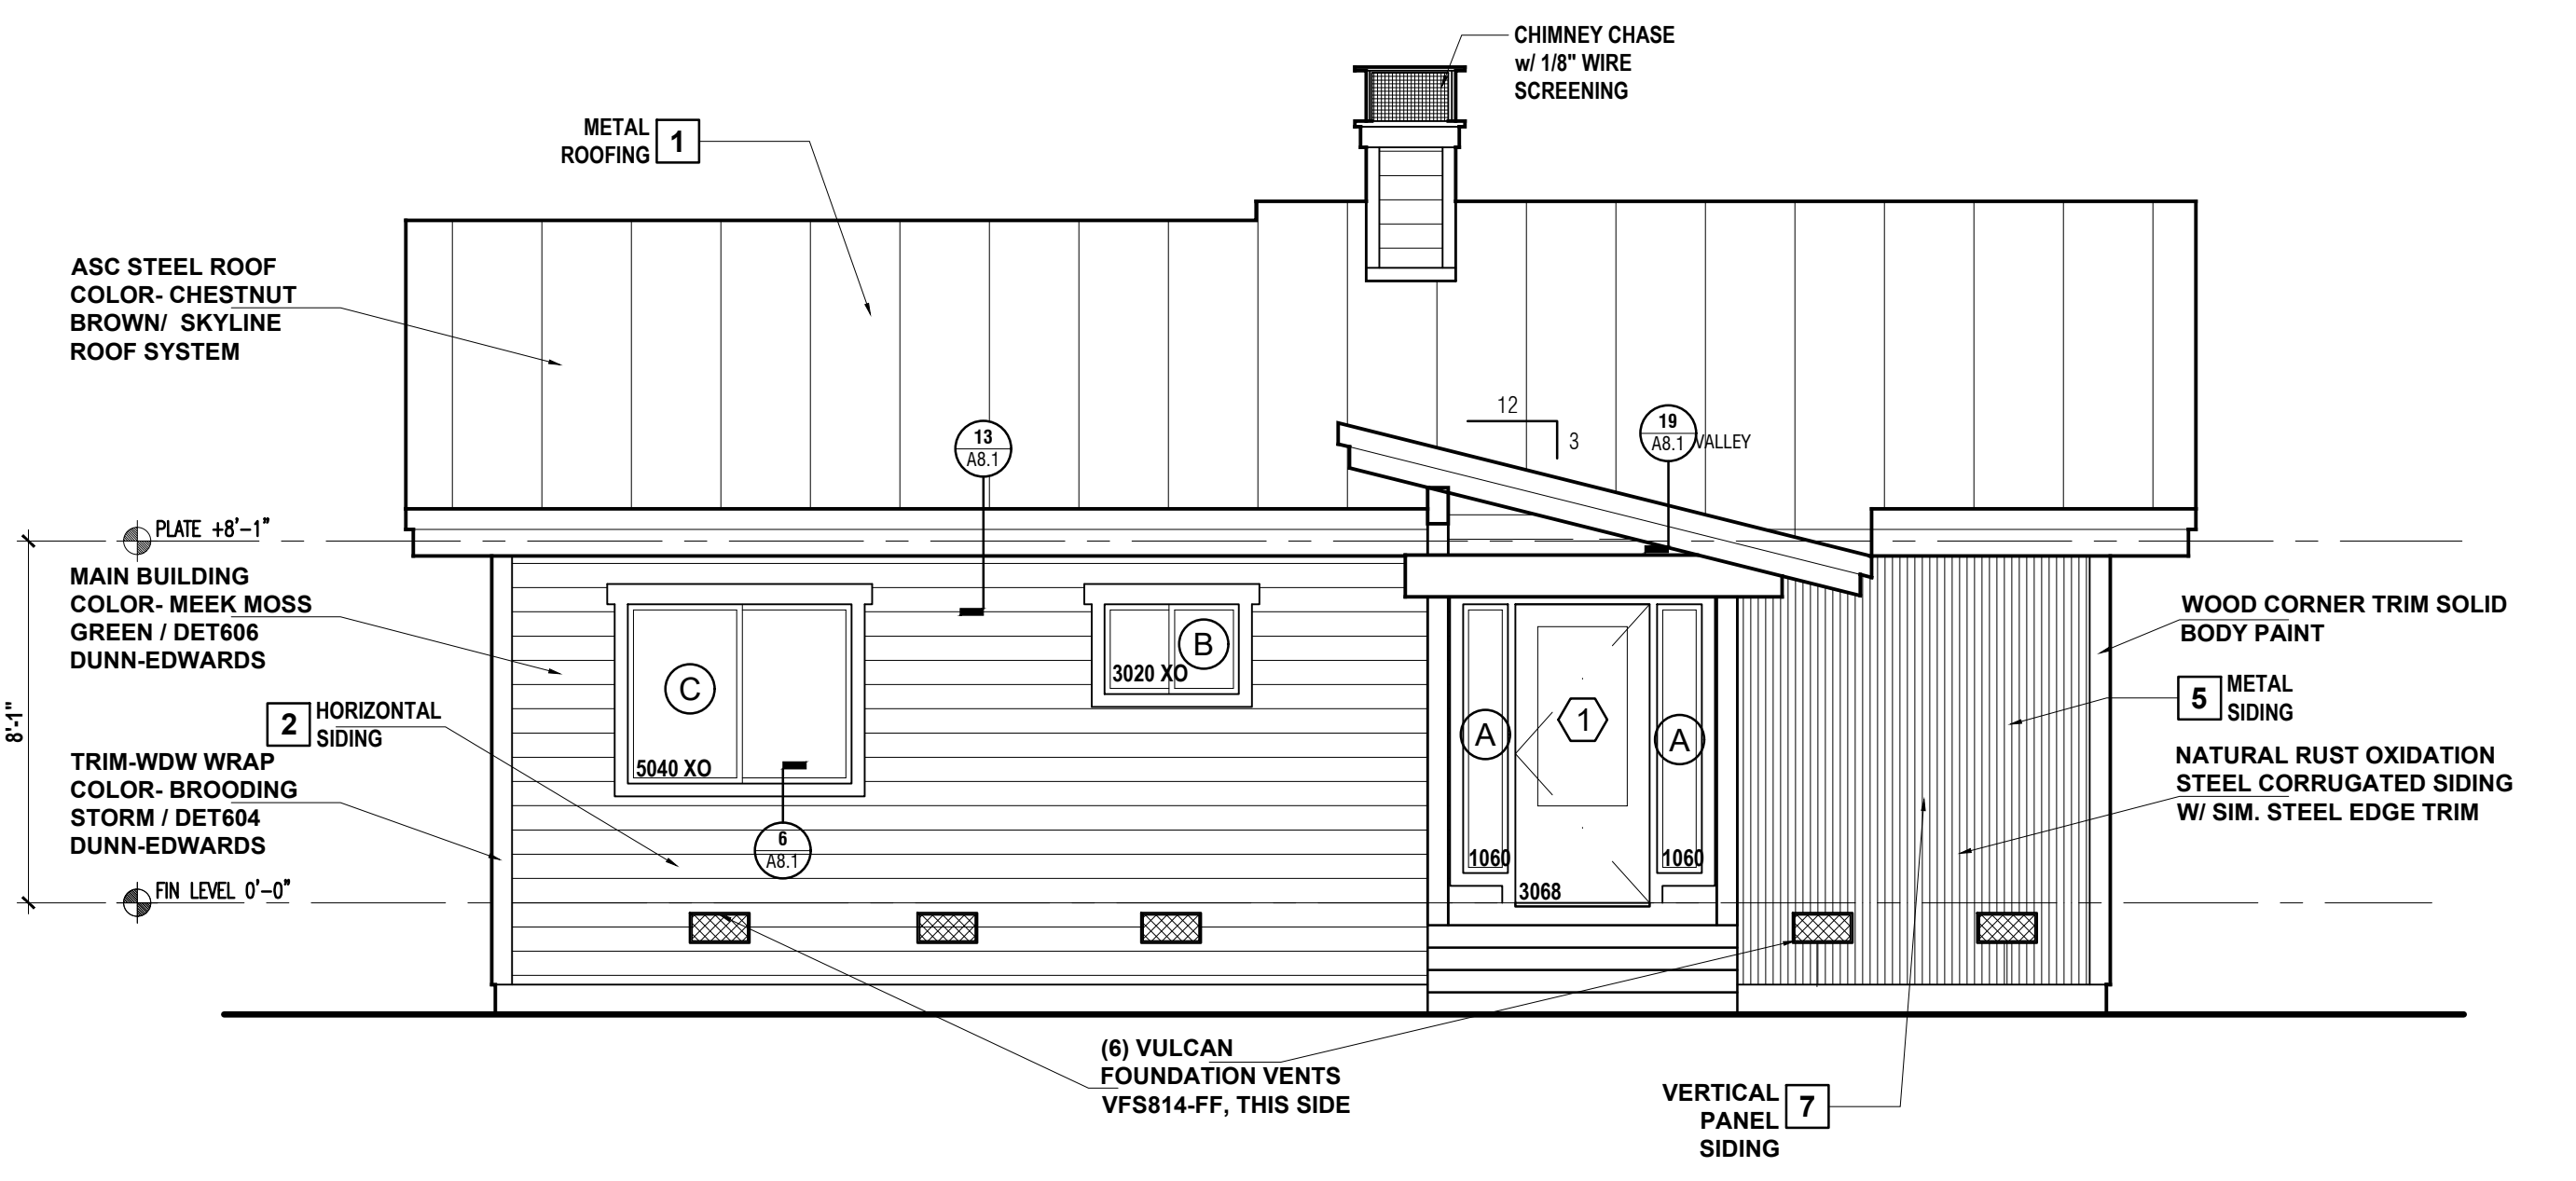 CHIMNEY CHASE
w/ 1/8" WIRE
SCREENING
METAL
ROOFING
1
ASC STEEL ROOF
COLOR- CHESTNUT
BROWN/ SKYLINE
ROOF SYSTEM
12
3
13
A8.1
19
A8.1
VALLEY
PLATE +8'-1"
MAIN BUILDING
COLOR- MEEK MOSS
GREEN / DET606
DUNN-EDWARDS
8'-1"
2
HORIZONTAL
SIDING
TRIM-WDW WRAP
COLOR- BROODING
STORM / DET604
DUNN-EDWARDS
FIN LEVEL 0'-0"
C
5040 XO
6
A8.1
B
3020 XO
A
1060
1
3068
A
1060
WOOD CORNER TRIM SOLID
BODY PAINT
5
METAL
SIDING
NATURAL RUST OXIDATION
STEEL CORRUGATED SIDING
W/ SIM. STEEL EDGE TRIM
(6) VULCAN
FOUNDATION VENTS
VFS814-FF, THIS SIDE
VERTICAL
PANEL
SIDING
7